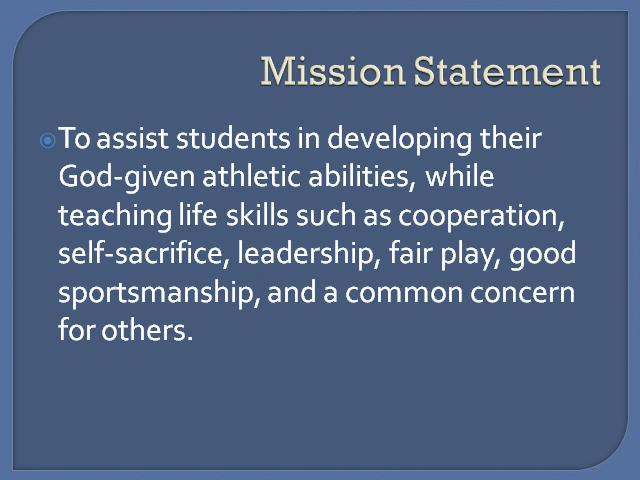 Mission Statement
To assist students in developing their
God-given athletic abilities, while
teaching life skills such as cooperation,
self-sacrifice, leadership, fair play, good
sportsmanship, and a common concern
for others.